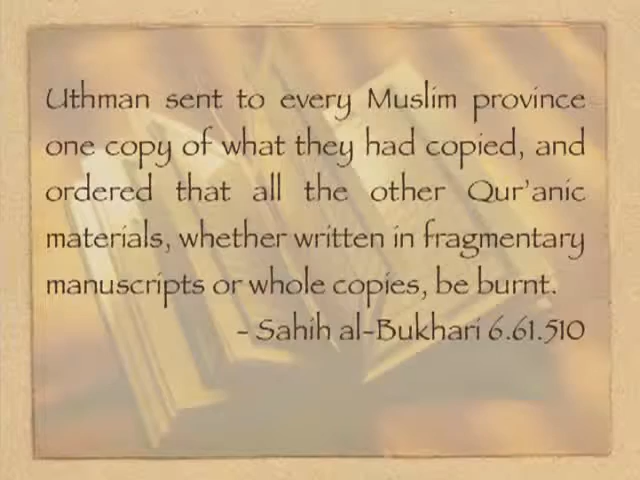 Uthman sent to every Muslim province
one copy of what they had copied, and
ordered that all the other Qur'anic
materials, whether written in fragmentary
manuscripts or whole copies, be burnt.
- Sahih al-Bukhari 6.61.510